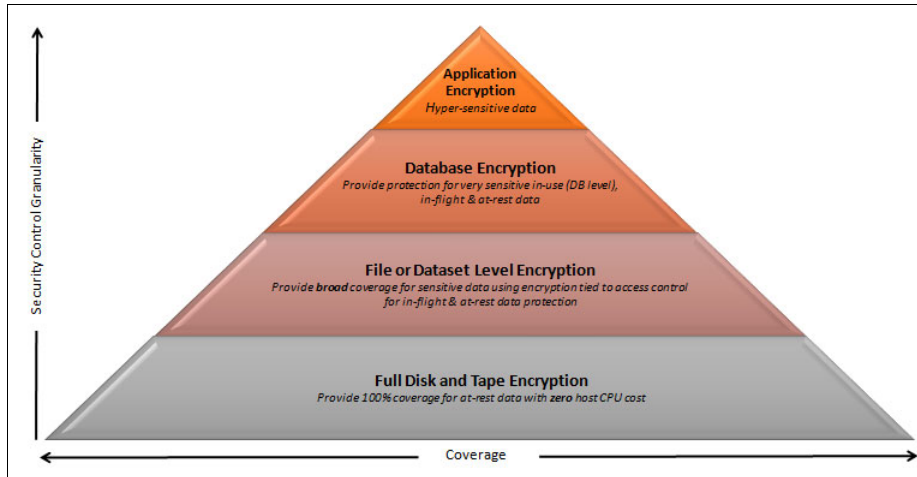 Application
Encryption
Hyper-sensitive data
Database Encryption
Provide protection for very sensitive in-use (DB level),
in-flight & at-rest data
File or Dataset Level Encryption
Provide broad coverage for sensitive data using encryption tied to access control
for in-flight & at-rest data protection
Full Disk and Tape Encryption
Provide 100% coverage for at-rest data with zero host CPU cost
Security Control Granularity
Coverage